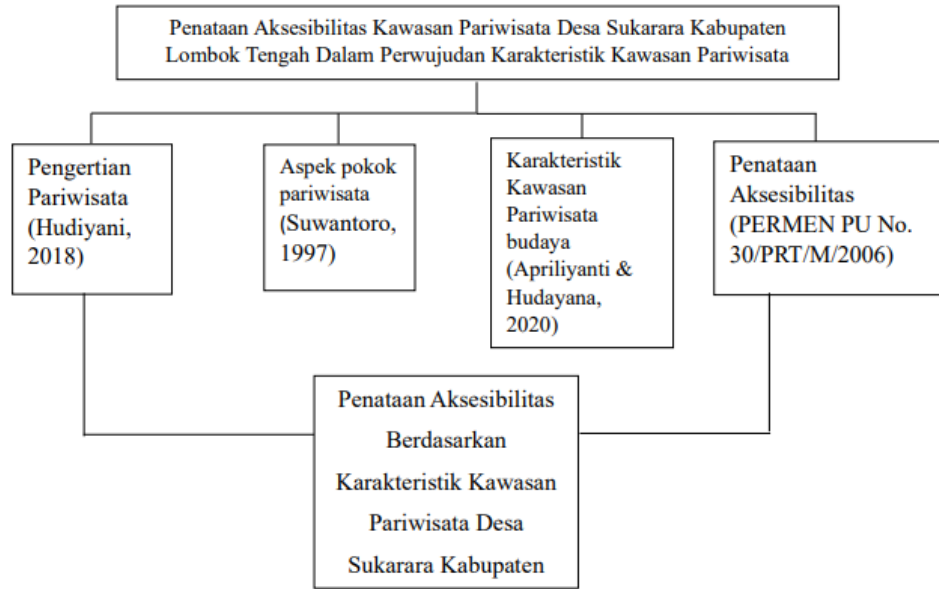 Penataan Aksesibilitas Kawasan Pariwisata Desa Sukarara Kabupaten
Lombok Tengah Dalam Perwujudan Karakteristik Kawasan Pariwisata
Pengertian
Pariwisata
(Hudiyani,
2018)
Aspek pokok
pariwisata
(Suwantoro,
1997)
Karakteristik
Kawasan
Pariwisata
budaya
(Apriliyanti &
Hudayana,
2020)
Penataan
Aksesibilitas
(PERMEN PU No.
30/PRT/M/2006)
Penataan Aksesibilitas
Berdasarkan
Karakteristik Kawasan
Pariwisata Desa
Sukarara Kabupaten